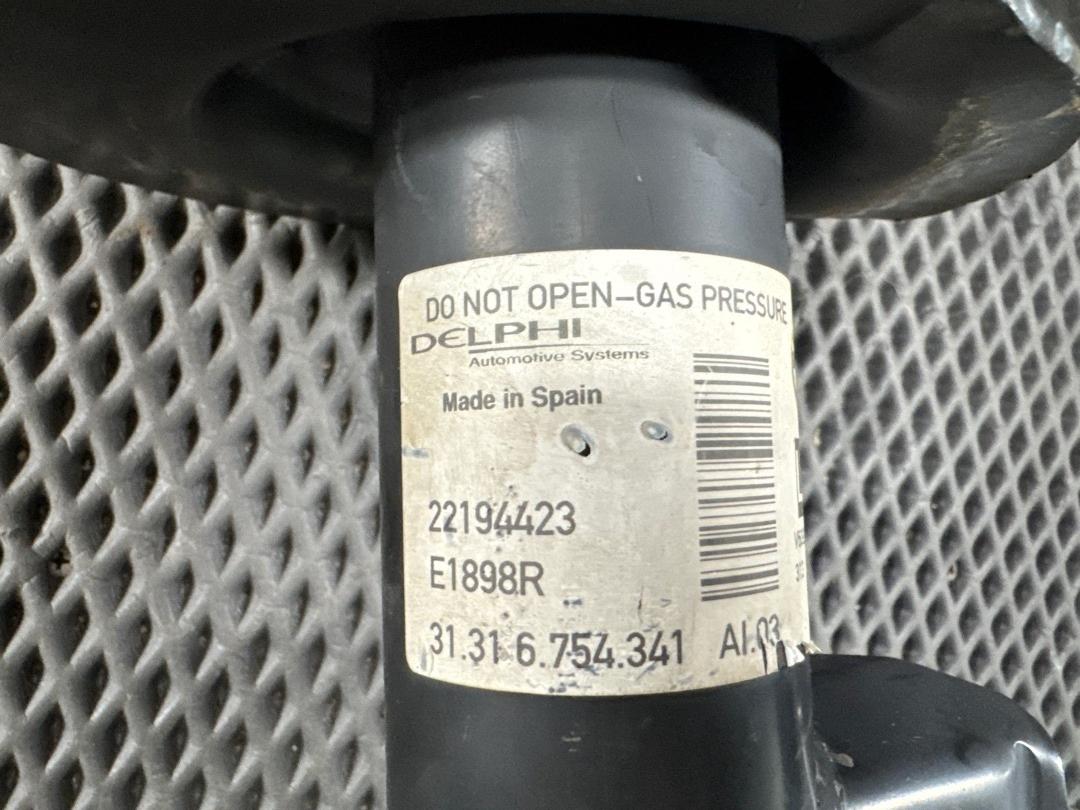 DO NOT OPEN-GAS PRESSURE
DELPHI
Automotive Systems
Made in Spain
22194423
E1898R
31.31 6.754.341 AI.03